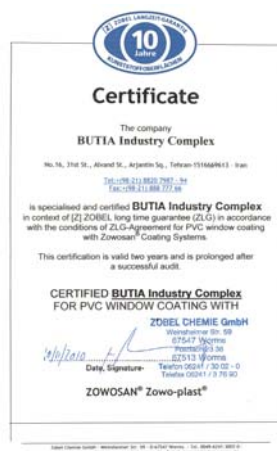 [Z] ZOBEL LANGZEIT-GARANTIE
10
Jahre
KUNSTSTOFFOBERFLÄCHEN
Certificate
The company
BUTIA Industry Complex
No.16, 31st St., Alvand St., Arjantin Sq., Tehran-1516669613 - Iran
Tel:+(98-21) 8820 7987 - 94
Fax:+(98-21) 888 777 66
is specialised and certified BUTIA Industry Complex
in context of [Z] ZOBEL long time guarantee (ZLG) in accordance
with the conditions of ZLG-Agreement for PVC window coating
with Zowosan® Coating Systems.
This certification is valid two years and is prolonged after
a successful audit.
CERTIFIED BUTIA Industry Complex
FOR PVC WINDOW COATING WITH
ZOBEL CHEMIE GmbH
Weinsheimer Str. 59
67547 Worms
67513 Worms
Telefon 06241 / 30 02 - 0
Telefax 06241 / 3 76 90
Date, Signature
ZOWOSAN® Zowo-plast®